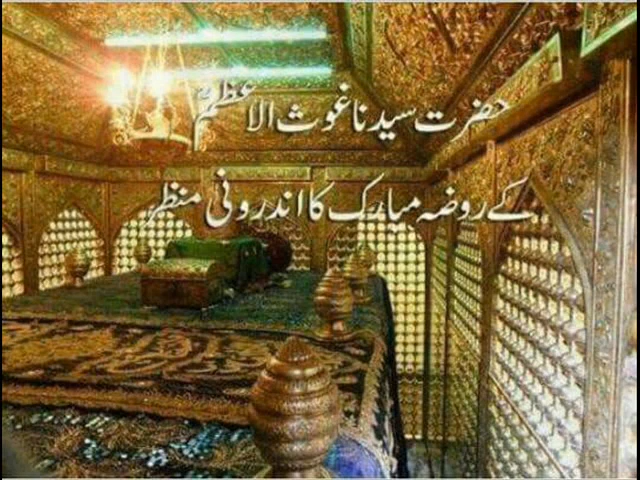 حضرت سیدنا غوث الاعظمؓ
کے روضہ مبارک کا اندرونی منظر